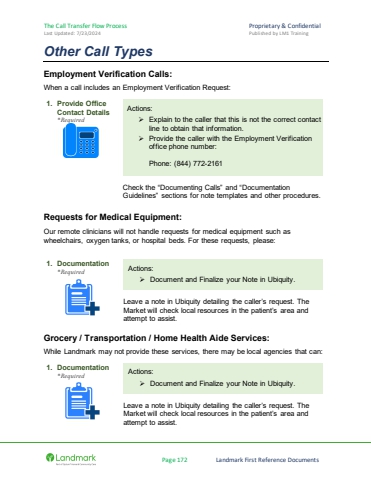 The Call Transfer Flow Process
Proprietary & Confidential
Last updated: 7/23/2024
Published by LMK Training
Other Call Types
Employment Verification Calls:
When a call includes an Employment Verification Request:
1. Provide Office
Contact Details
*Required
Actions:
➢ Explain to the caller that this is not the correct contact
line to obtain that information.
➢ Provide the caller with the Employment Verification
office phone number:
Phone: (844) 772-2161
Check the “Documenting Calls” and “Documentation
Guidelines” sections for note templates and other procedures.
Requests for Medical Equipment:
Our remote clinicians will not handle requests for medical equipment such as
wheelchairs, oxygen tanks, or hospital beds. For these requests, please:
1. Documentation
*Required
Actions:
➢ Document and Finalize your Note in Ubiquity.
Leave a note in Ubiquity detailing the caller’s request. The
Market will check local resources in the patient’s area and
attempt to assist.
Grocery / Transportation / Home Health Aide Services:
While Landmark may not provide these services, there may be local agencies that can:
1. Documentation
*Required
Actions:
➢ Document and Finalize your Note in Ubiquity.
Leave a note in Ubiquity detailing the caller’s request. The
Market will check local resources in the patient’s area and
attempt to assist.
Landmark
Page 172
Landmark First Reference Documents